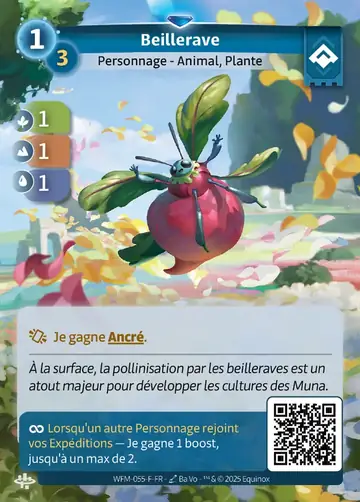 1
3
Beillerave
Personnage - Animal, Plante
1
1
1
Je gagne Ancré.
À la surface, la pollinisation par les beilleraves est un
atout majeur pour développer les cultures des Muna.
∞ Lorsqu'un autre Personnage rejoint
vos Expéditions — Je gagne 1 boost,
jusqu'à un max de 2.
WFM-055-F-FR - Ba Vo - ™ & © 2025 Equinox